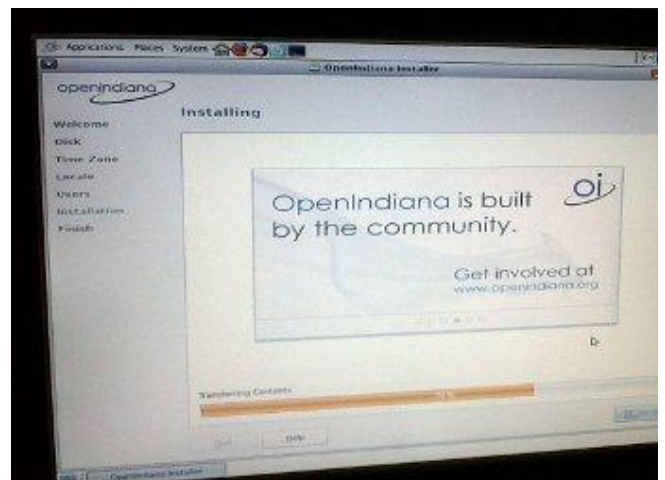 Applications Places System
OpenIndiana Installer
openindiana
Installing
Welcome
Disk
Time Zone
Locale
Users
Installation
Finish
OpenIndiana is built
by the community.
oi
Get involved at
www.openindiana.org
Transferring Contents
Quit
Help
OpenIndiana Installer